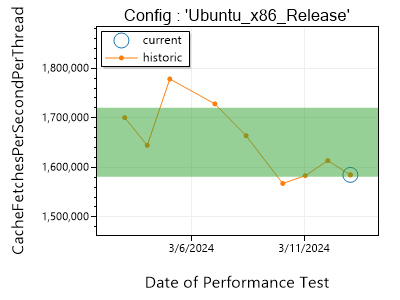 Config : 'Ubuntu_x86_Release'
CacheFetchesPerSecondPerThread
current
historic
1,800,000
1,700,000
1,600,000
1,500,000
3/6/2024
3/11/2024
Date of Performance Test